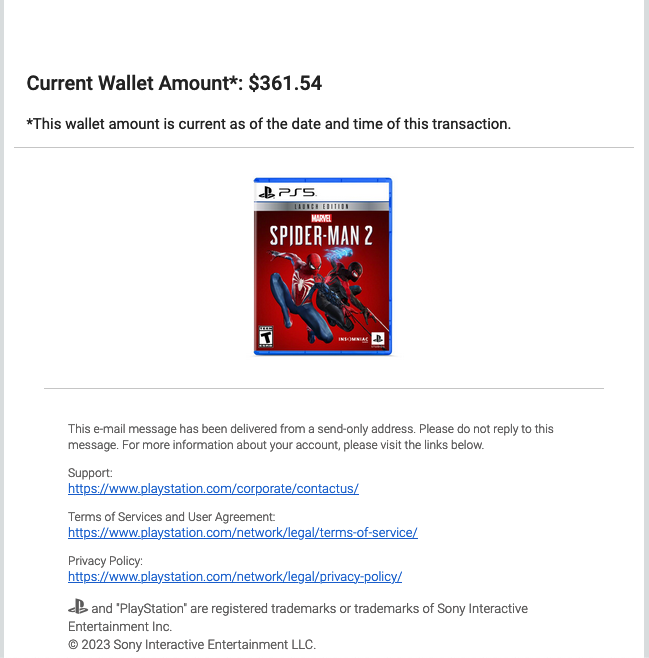 Current Wallet Amount*: $361.54
*This wallet amount is current as of the date and time of this transaction.
PS5
LAUNCH EDITION
MARVEL
SPIDER-MAN 2
TEEN
T
INSOMNIAC
This e-mail message has been delivered from a send-only address. Please do not reply to this
message. For more information about your account, please visit the links below.
Support:
https://www.playstation.com/corporate/contactus/
Terms of Services and User Agreement:
https://www.playstation.com/network/legal/terms-of-service/
Privacy Policy:
https://www.playstation.com/network/legal/privacy-policy/
and "PlayStation" are registered trademarks or trademarks of Sony Interactive
Entertainment Inc.
© 2023 Sony Interactive Entertainment LLC.